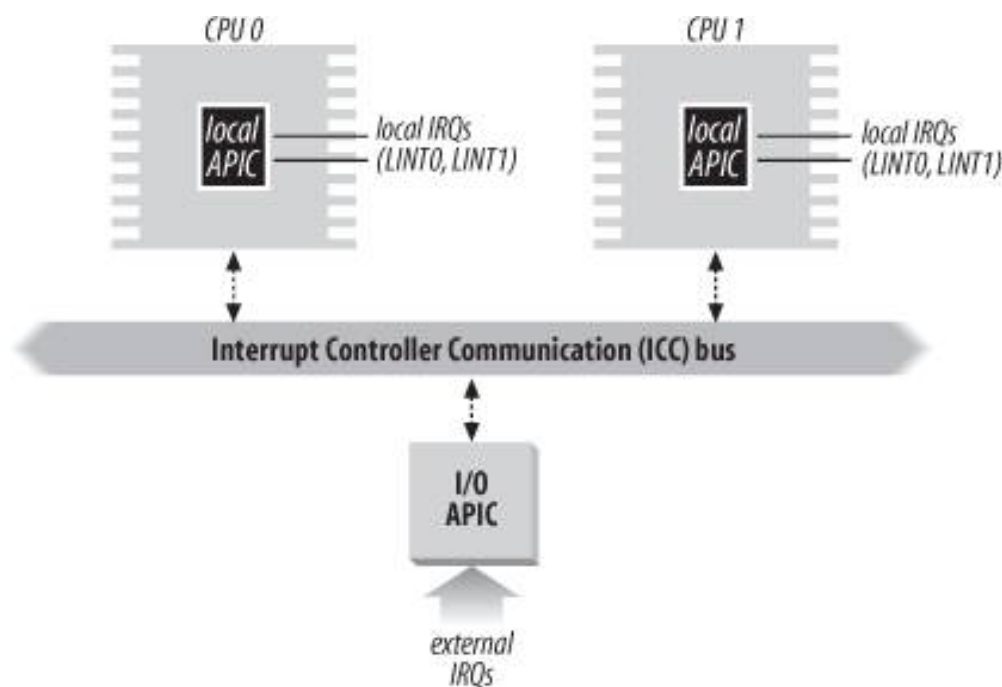 CPU 0
CPU 1
local
APIC
local IRQs
(LINT0, LINT1)
local
APIC
local IRQs
(LINT0, LINT1)
Interrupt Controller Communication (ICC) bus
I/O
APIC
external
IRQs